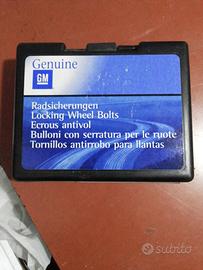 Genuine
GM
Radsicherungen
Locking Wheel Bolts
Ecrous antivol
Bulloni con serratura per le ruote
Tornillos antirrobo para llantas
subito